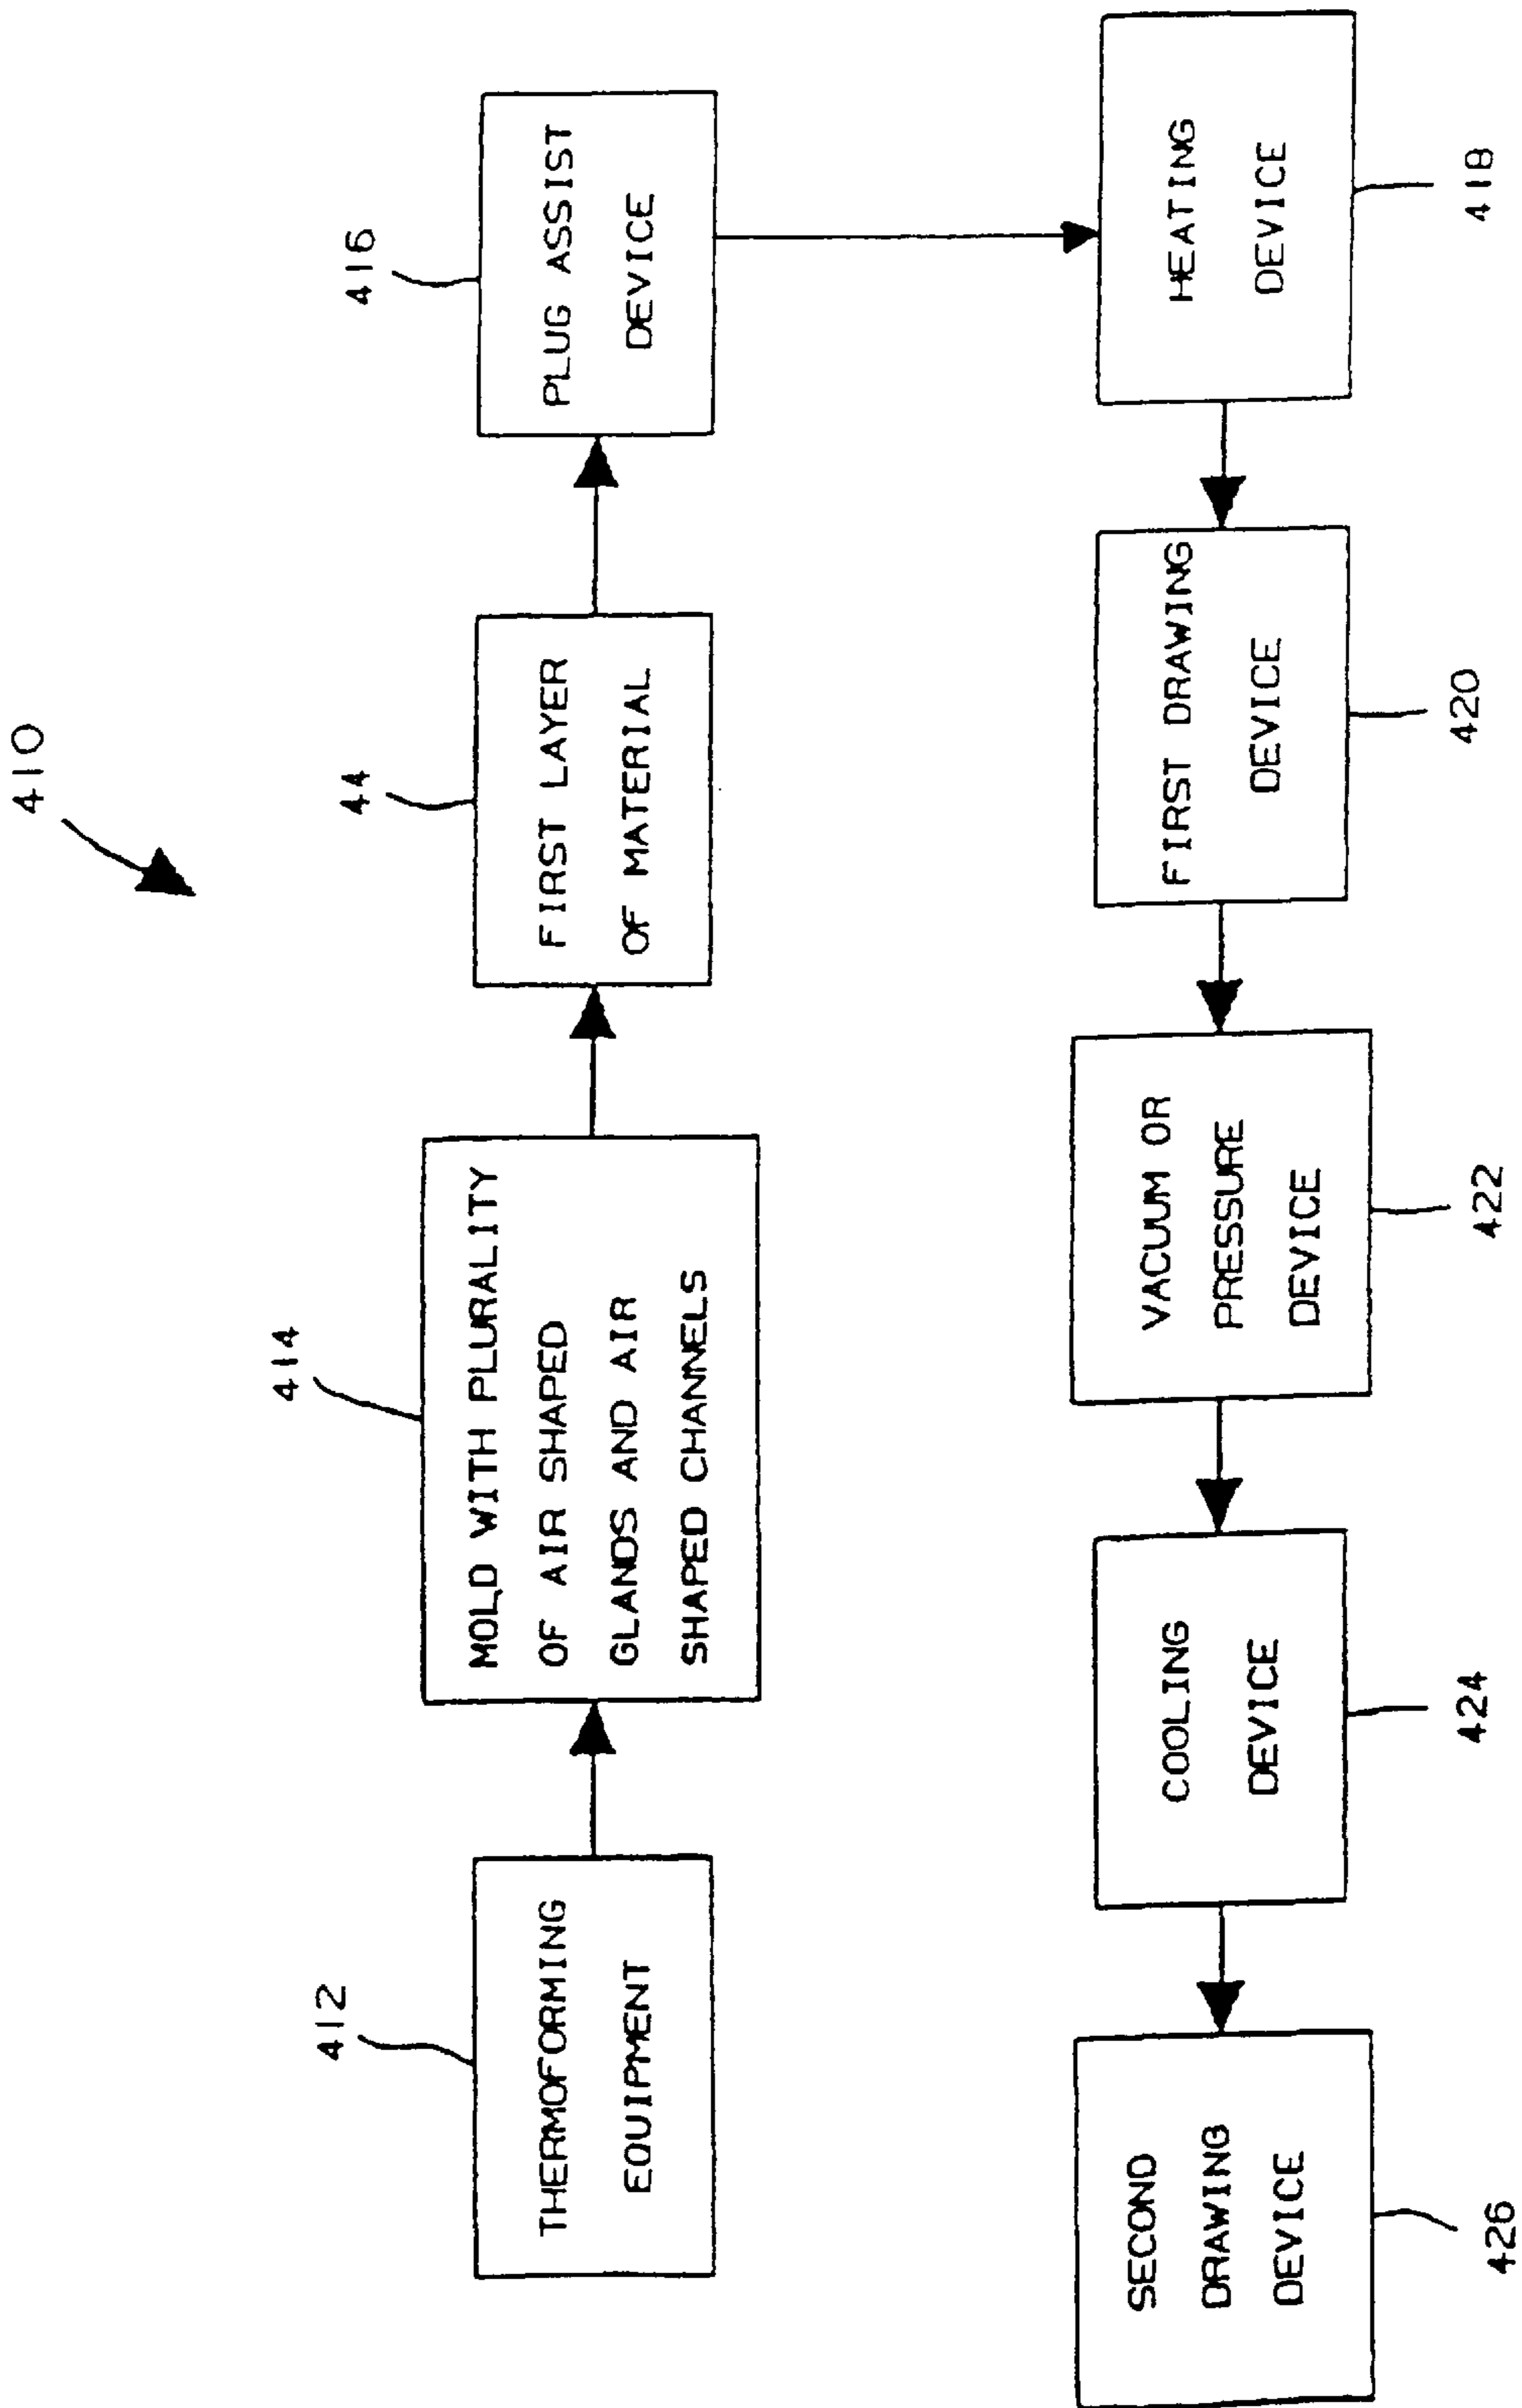 410
412
THERMOFORMING
EQUIPMENT
414
MOLD WITH PLURALITY
OF AIR SHAPED
GLANDS AND AIR
SHAPED CHANNELS
44
FIRST LAYER
OF MATERIAL
416
PLUG ASSIST
DEVICE
HEATING
DEVICE
418
FIRST DRAWING
DEVICE
420
VACUUM OR
PRESSURE
DEVICE
422
COOLING
DEVICE
424
SECOND
DRAWING
DEVICE
426